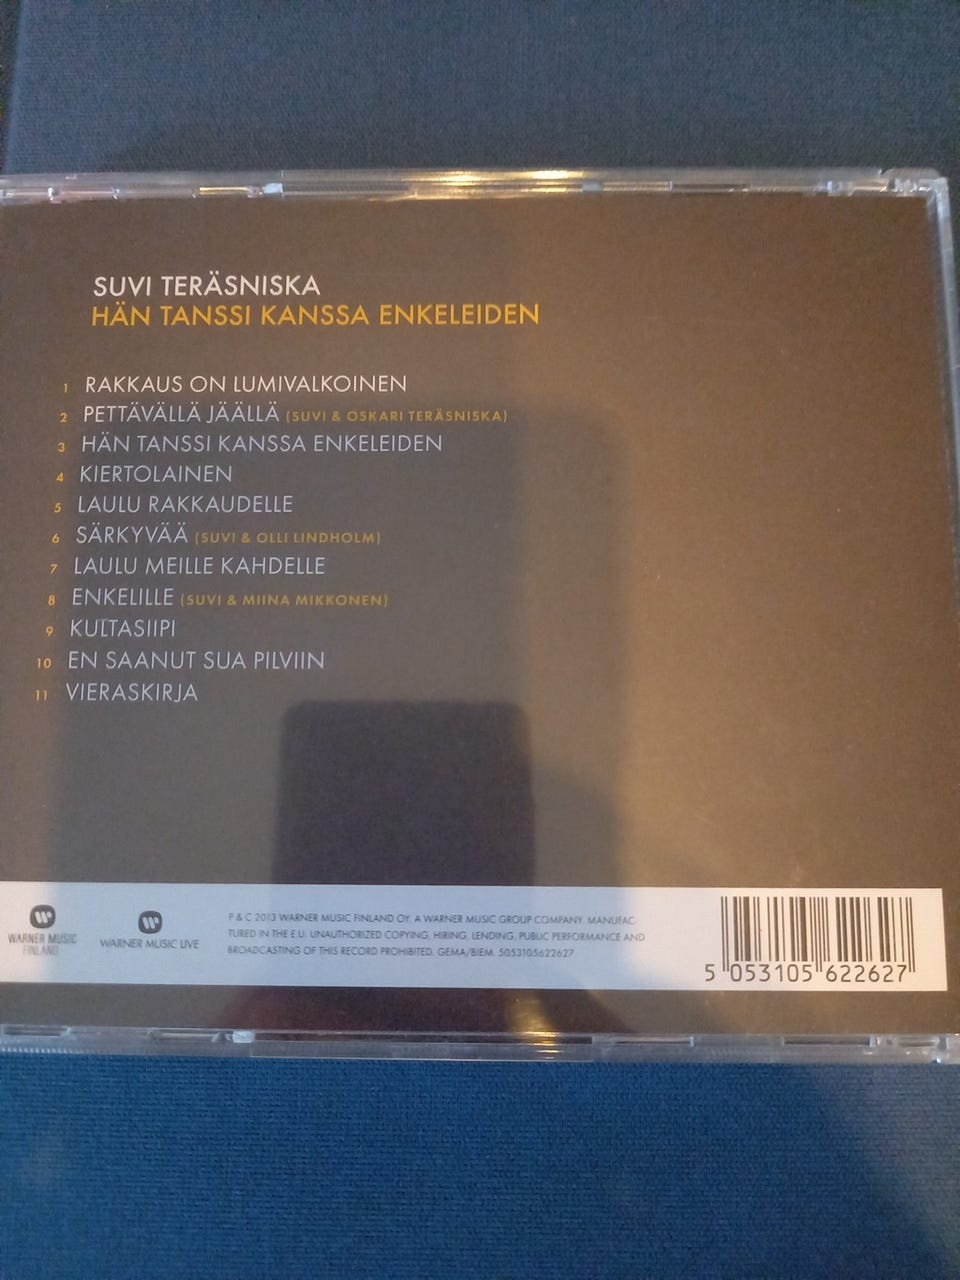 SUVI TERÄSNISKA
HÄN TANSSI KANSSA ENKELEIDEN
1 RAKKAUS ON LUMIVALKOINEN
2 PETTÄVÄLLÄ JÄÄLLÄ (SUVI & OSKARI TERÄSNISKA)
3 HÄN TANSSI KANSSA ENKELEIDEN
4 KIERTOLAINEN
5 LAULU RAKKAUDELLE
6 SÄRKYVÄÄ (SUVI & OLLI LINDHOLM)
7 LAULU MEILLE KAHDELLE
8 ENKELILLE (SUVI & MIINA MIKKONEN)
9 KULTASIIPI
10 EN SAANUT SUA PILVIIN
11 VIERASKIRJA
WARNER MUSIC
FINLAND
WARNER MUSIC LIVE
P & C 2013 WARNER MUSIC FINLAND OY. A WARNER MUSIC GROUP COMPANY. MANUFAC-
TURED IN THE E.U. UNAUTHORIZED COPYING, HIRING, LENDING, PUBLIC PERFORMANCE AND
BROADCASTING OF THIS RECORD PROHIBITED. GEMA/BIEM. 5053105622627
5 053105 622627